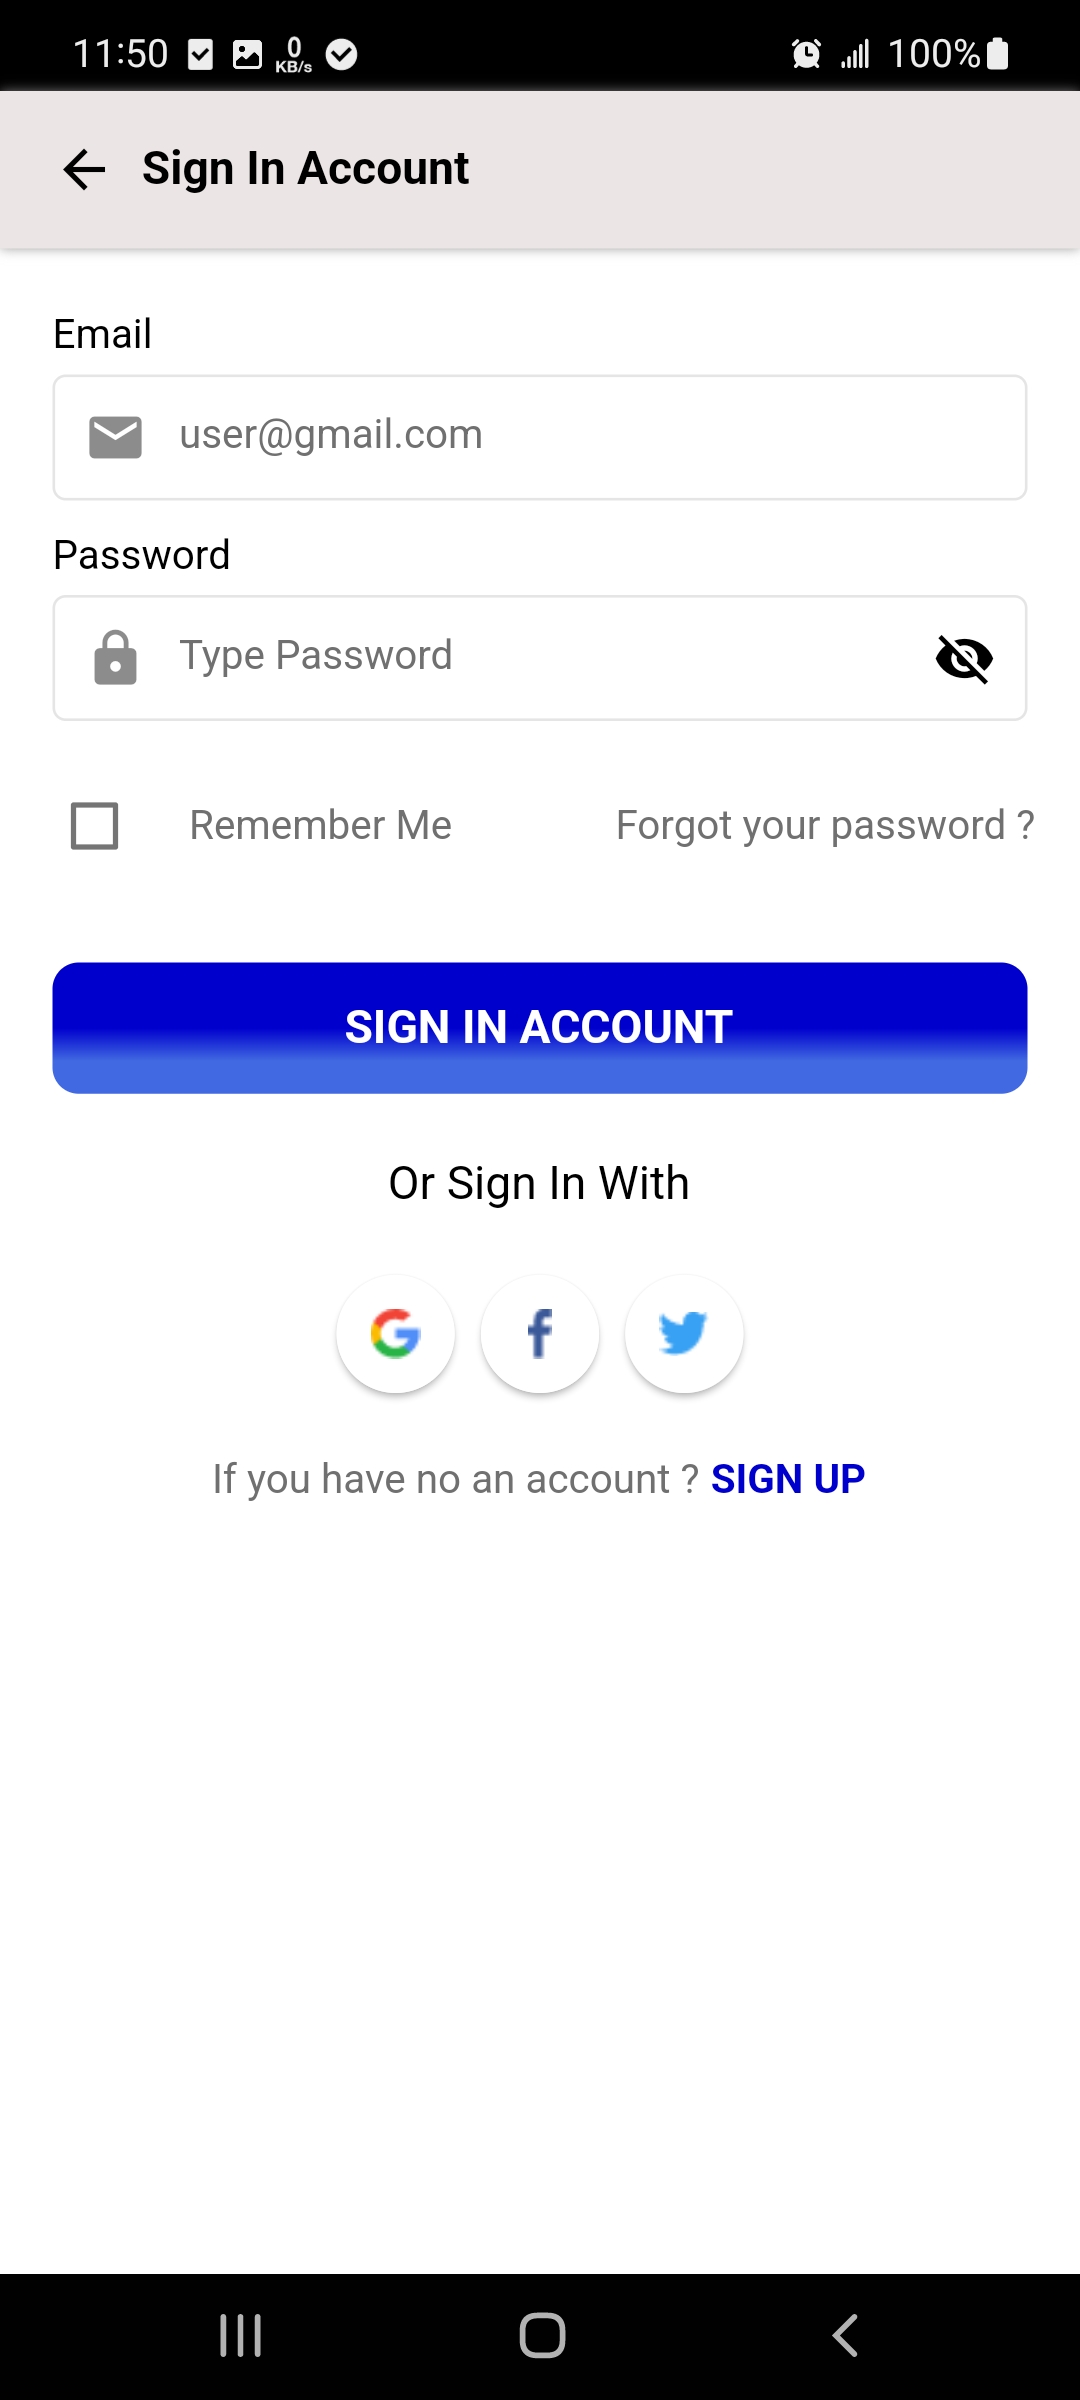 11:50 0 KB/s 100%
Sign In Account
Email
user@gmail.com
Password
Type Password
Remember Me Forgot your password ?
SIGN IN ACCOUNT
Or Sign In With
If you have no an account ? SIGN UP